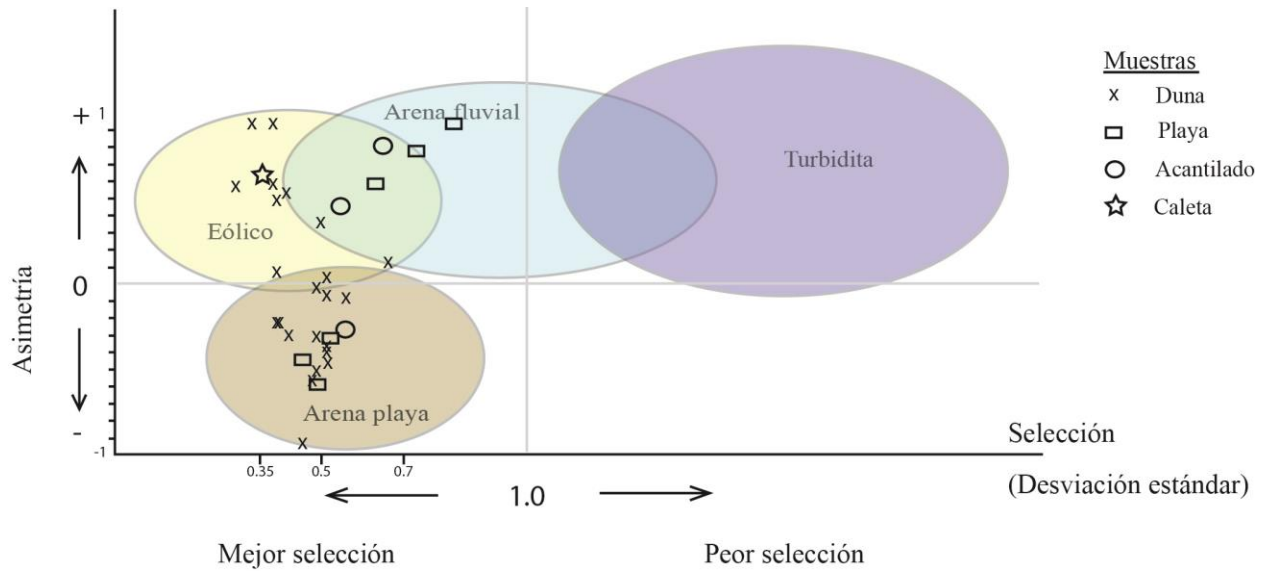 Muestras
x Duna
Playa
Acantilado
Caleta
Arena fluvial
Turbidita
Eólico
Arena playa
Asimetría
+ 1
0
-
-1
0.35
0.5
0.7
1.0
Selección
(Desviación estándar)
Mejor selección
Peor selección